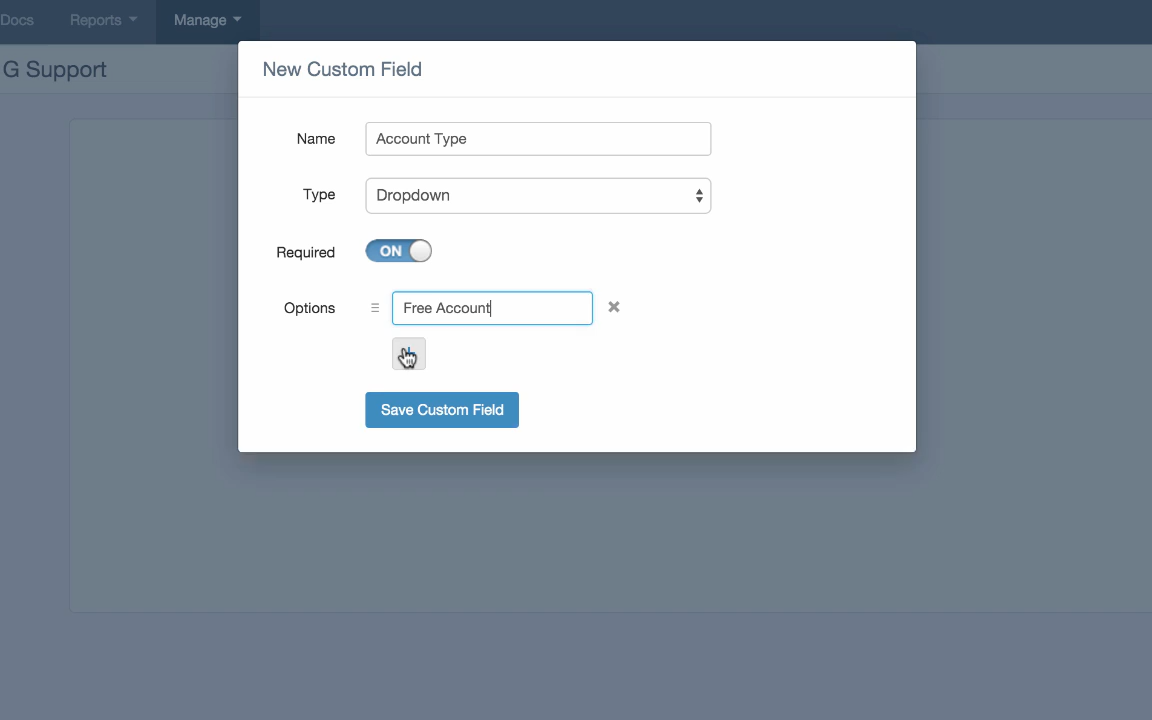 Docs Reports Manage
G Support
New Custom Field
Name Account Type
Type Dropdown
Required ON
Options Free Account
Save Custom Field